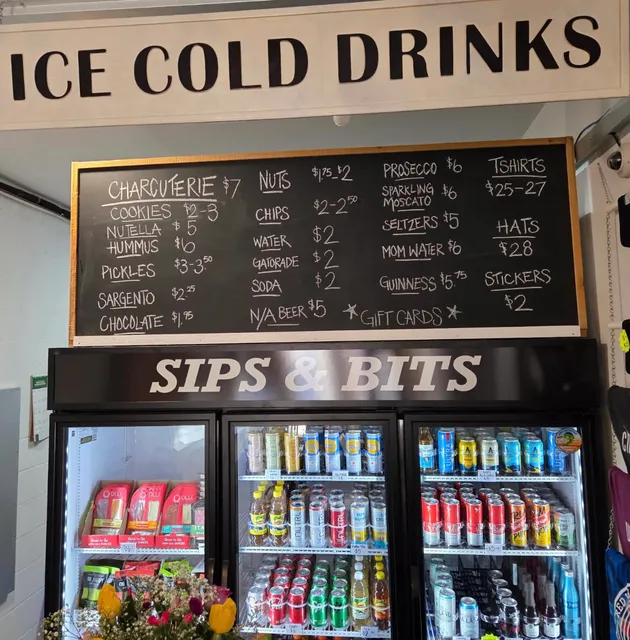 ICE COLD DRINKS
CHARCUTERIE $7
COOKIES $2-3
NUTELLA $5
HUMMUS $6
PICKLES $3-3.50
SARGENTO $2.25
CHOCOLATE $1.95
NUTS $1.75-$2
CHIPS $2-2.50
WATER $2
GATORADE $2
SODA $2
N/A BEER $5
PROSECCO $6
SPARKLING
MOSCATO $6
SELTZERS $5
MOM WATER $6
GUINNESS $5.75
☆GIFT CARDS☆
TSHIRTS
$25-27
HATS
$28
STICKERS
$2
SIPS & BITS
OLLI
OLLI